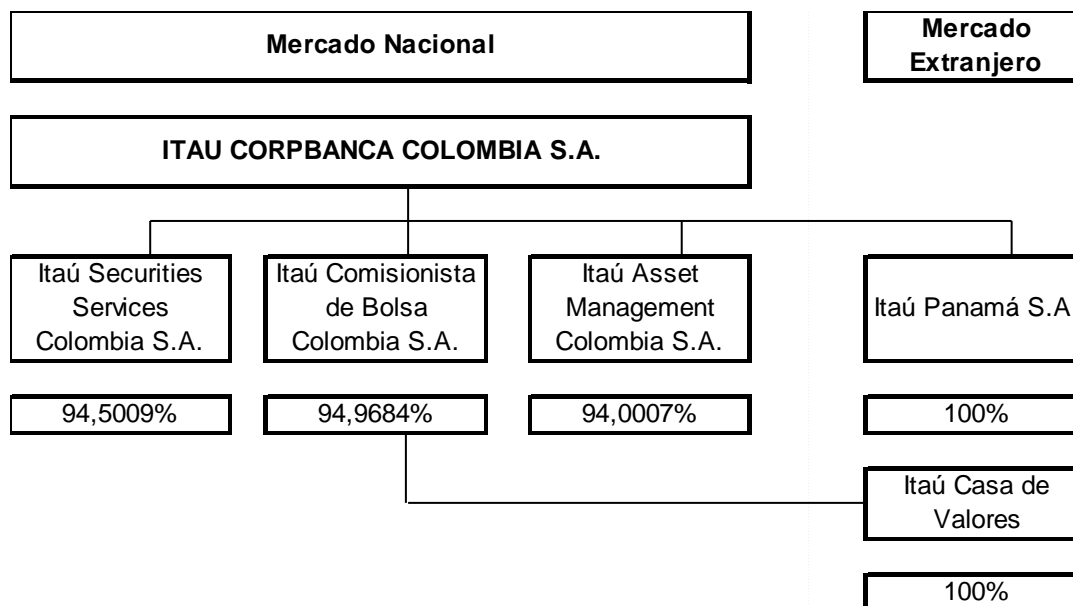 Mercado Nacional
Mercado
Extranjero
ITAU CORPBANCA COLOMBIA S.A.
Itaú Securities
Services
Colombia S.A.
Itaú Comisionista
de Bolsa
Colombia S.A.
Itaú Asset
Management
Colombia S.A.
Itaú Panamá S.A
94,5009%
94,9684%
94,0007%
100%
Itaú Casa de
Valores
100%